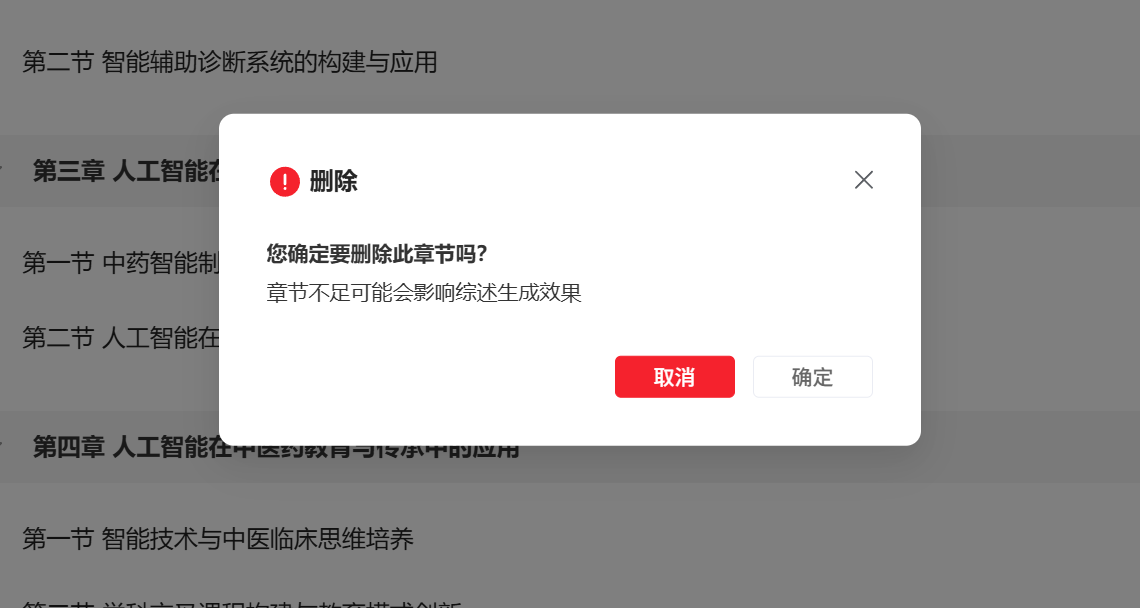 第二节 智能辅助诊断系统的构建与应用
第三章 人工智能在
删除
第一节 中药智能制
您确定要删除此章节吗?
章节不足可能会影响综述生成效果
第二节 人工智能在
取消
确定
第四章 人工智能在中医药教育与传承中的应用
第一节 智能技术与中医临床思维培养